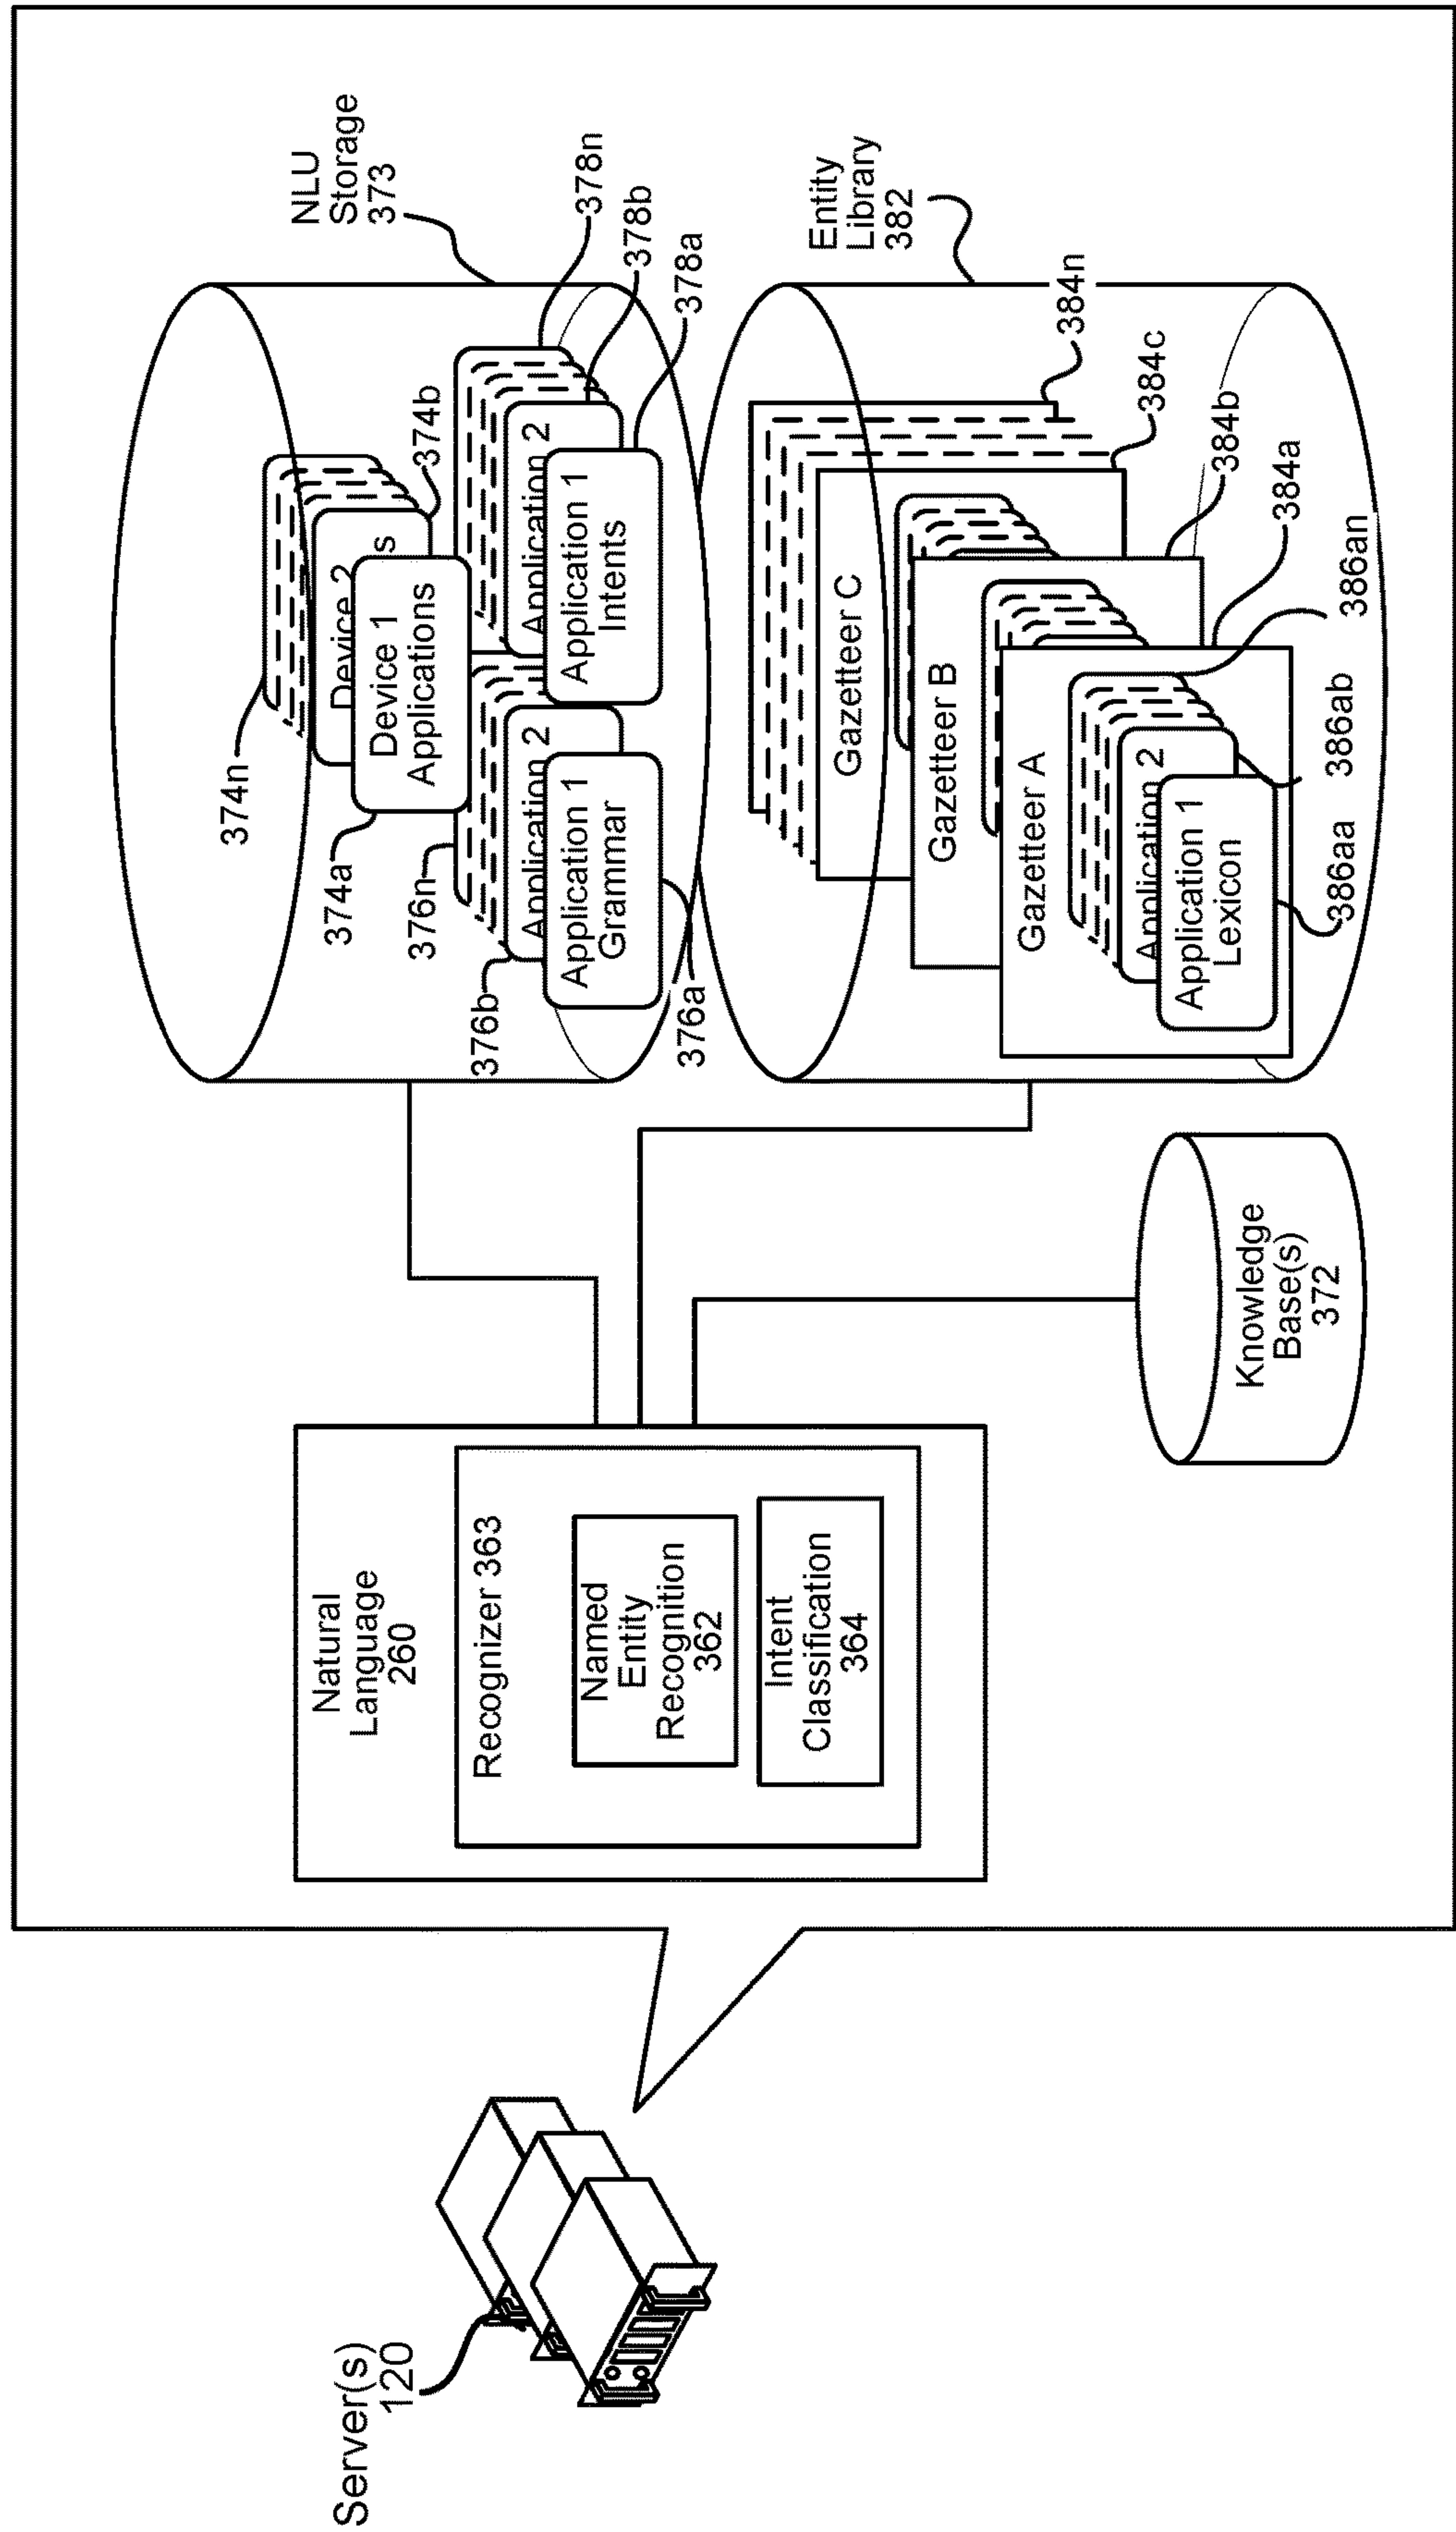 Server(s)
120
Natural
Language
260
Recognizer 363
Named
Entity
Recognition
362
Intent
Classification
364
Knowledge
Base(s)
372
NLU
Storage
373
374n
374b
374a
Device 2
s
Device 1
Applications
376n
376b
376a
Application 2
Application 1
Grammar
378n
378b
378a
Application 2
Application 1
Intents
Entity
Library
382
384n
384c
384b
384a
Gazetteer C
Gazetteer B
Gazetteer A
Application 2
Application 1
Lexicon
386an
386ab
386aa